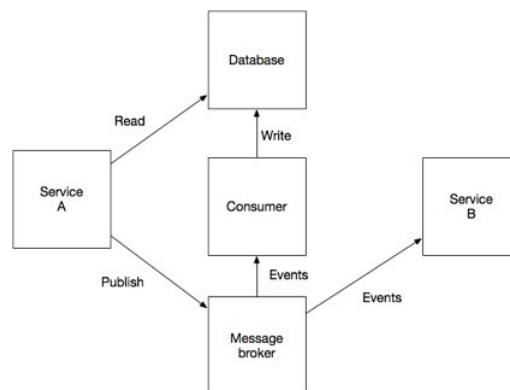 Database
Read
Write
Service
A
Consumer
Service
B
Publish
Events
Events
Message
broker